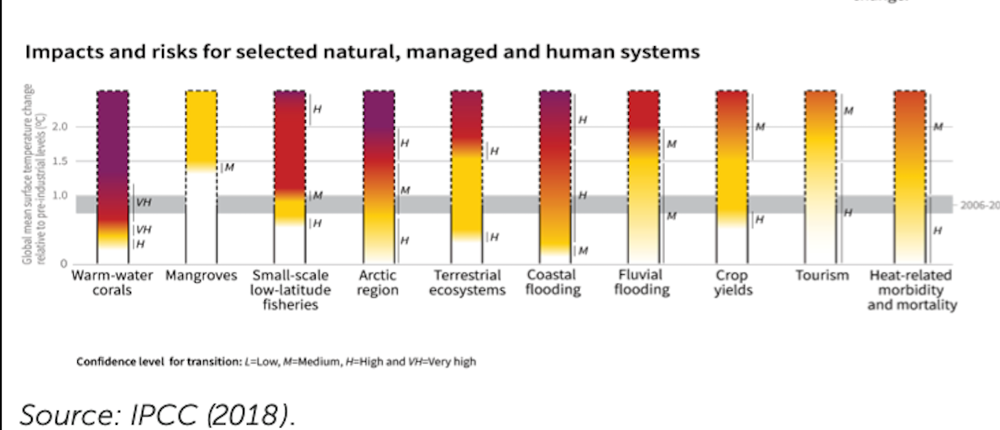 Impacts and risks for selected natural, managed and human systems
Global mean surface temperature change
relative to pre-industrial levels (ºC)
2.0
1.5
1.0
0
VH
VH
H
M
H
M
H
H
M
H
H
H
H
H
M
M
M
M
H
M
H
M
H
2006-20
Warm-water
corals
Mangroves
Small-scale
low-latitude
fisheries
Arctic
region
Terrestrial
ecosystems
Coastal
flooding
Fluvial
flooding
Crop
yields
Tourism
Heat-related
morbidity
and mortality
Confidence level for transition: L=Low, M=Medium, H=High and VH=Very high
Source: IPCC (2018).